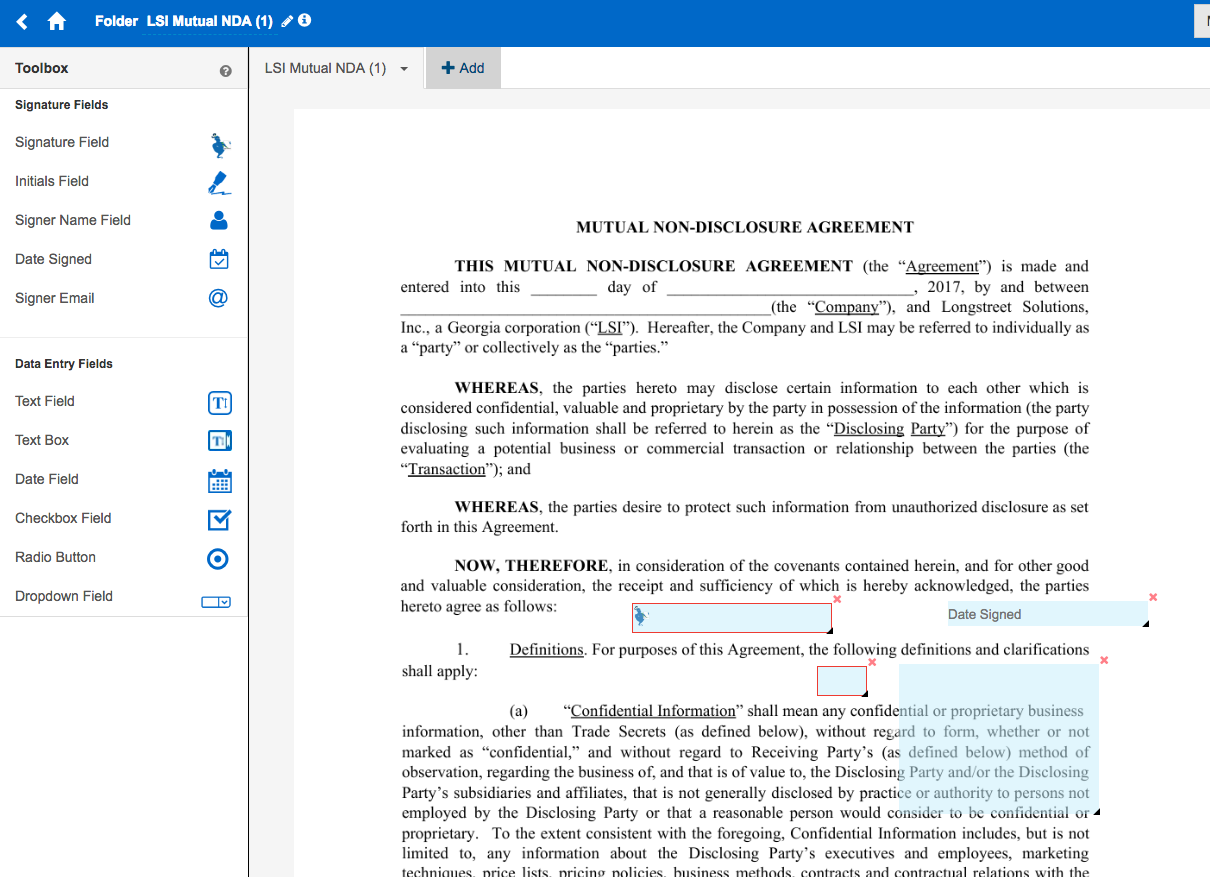 Folder LSI Mutual NDA (1)
Toolbox
Signature Fields
Signature Field
Initials Field
Signer Name Field
Date Signed
Signer Email
Data Entry Fields
Text Field
Text Box
Date Field
Checkbox Field
Radio Button
Dropdown Field
LSI Mutual NDA (1)
Add
MUTUAL NON-DISCLOSURE AGREEMENT
THIS MUTUAL NON-DISCLOSURE AGREEMENT (the “Agreement”) is made and
entered into this ________ day of ______________________________, 2017, by and between
_____________________________________________(the “Company”), and Longstreet Solutions,
Inc., a Georgia corporation (“LSI”). Hereafter, the Company and LSI may be referred to individually as
a “party” or collectively as the “parties.”
WHEREAS, the parties hereto may disclose certain information to each other which is
considered confidential, valuable and proprietary by the party in possession of the information (the party
disclosing such information shall be referred to herein as the “Disclosing Party”) for the purpose of
evaluating a potential business or commercial transaction or relationship between the parties (the
“Transaction”); and
WHEREAS, the parties desire to protect such information from unauthorized disclosure as set
forth in this Agreement.
NOW, THEREFORE, in consideration of the covenants contained herein, and for other good
and valuable consideration, the receipt and sufficiency of which is hereby acknowledged, the parties
hereto agree as follows:
Date Signed
1. Definitions. For purposes of this Agreement, the following definitions and clarifications
shall apply:
(a) “Confidential Information” shall mean any confidential or proprietary business
information, other than Trade Secrets (as defined below), without regard to form, whether or not
marked as “confidential,” and without regard to Receiving Party’s (as defined below) method of
observation, regarding the business of, and that is of value to, the Disclosing Party and/or the Disclosing
Party’s subsidiaries and affiliates, that is not generally disclosed by practice or authority to persons not
employed by the Disclosing Party or that a reasonable person would consider to be confidential or
proprietary. To the extent consistent with the foregoing, Confidential Information includes, but is not
limited to, any information about the Disclosing Party’s executives and employees, marketing
techniques, price lists, pricing policies, business methods, contracts and contractual relations with the